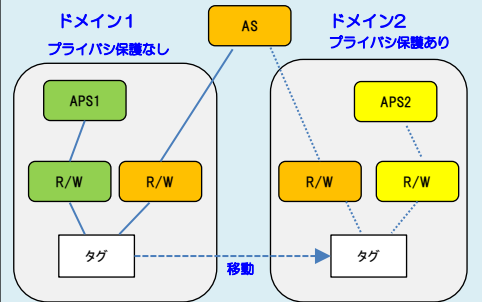 ドメイン1
プライバシ保護なし
AS
ドメイン2
プライバシ保護あり
APS1
APS2
R/W
R/W
R/W
R/W
タグ
タグ
移動